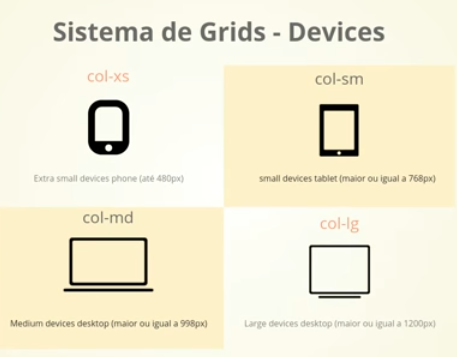 Sistema de Grids - Devices
col-xs
col-sm
Extra small devices phone (até 480px)
small devices tablet (maior ou igual a 768px)
col-md
col-lg
Medium devices desktop (maior ou igual a 998px)
Large devices desktop (maior ou igual a 1200px)